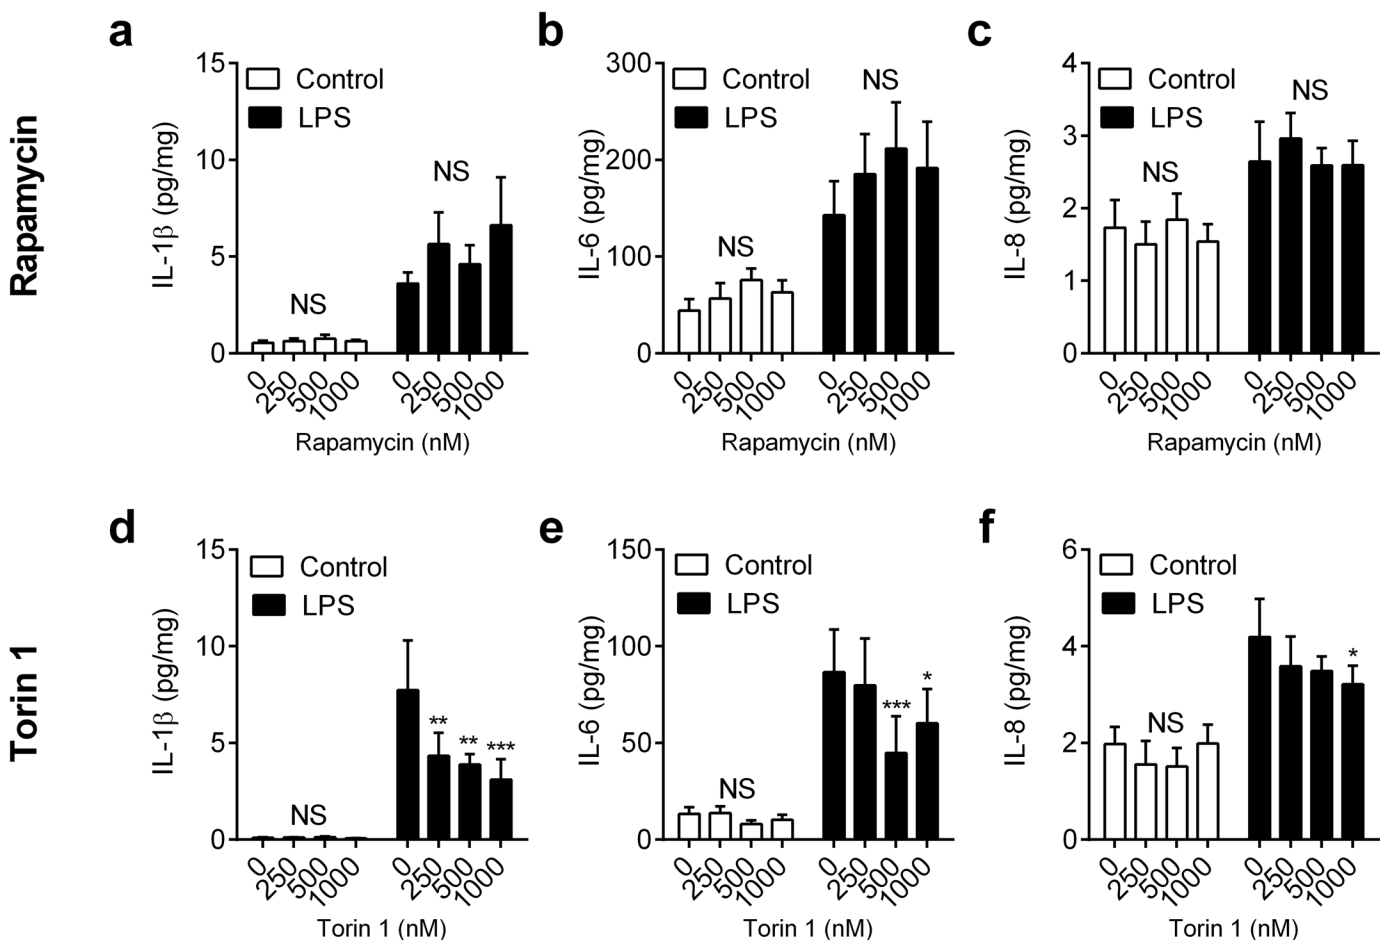 Rapamycin
a
15
10
5
0
IL-1β (pg/mg)
Control
LPS
NS
NS
0
250
500
1000
0
250
500
1000
Rapamycin (nM)
b
300
200
100
0
IL-6 (pg/mg)
Control
LPS
NS
NS
0
250
500
1000
0
250
500
1000
Rapamycin (nM)
c
4
3
2
1
0
IL-8 (pg/mg)
Control
LPS
NS
NS
0
250
500
1000
0
250
500
1000
Rapamycin (nM)
Torin 1
d
15
10
5
0
IL-1β (pg/mg)
Control
LPS
NS
**
**
***
0
250
500
1000
0
250
500
1000
Torin 1 (nM)
e
150
100
50
0
IL-6 (pg/mg)
Control
LPS
NS
***
*
0
250
500
1000
0
250
500
1000
Torin 1 (nM)
f
6
4
2
0
IL-8 (pg/mg)
Control
LPS
NS
*
0
250
500
1000
0
250
500
1000
Torin 1 (nM)